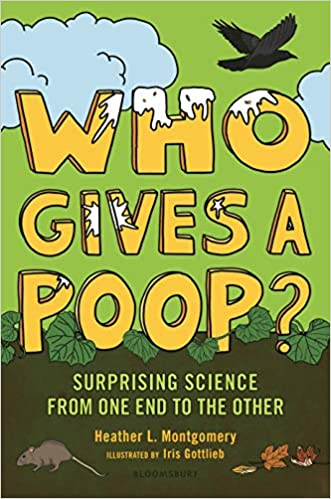 WHO
GIVES A
POOP?
SURPRISING SCIENCE
FROM ONE END TO THE OTHER
Heather L. Montgomery
ILLUSTRATED BY Iris Gottlieb
BLOOMSBURY